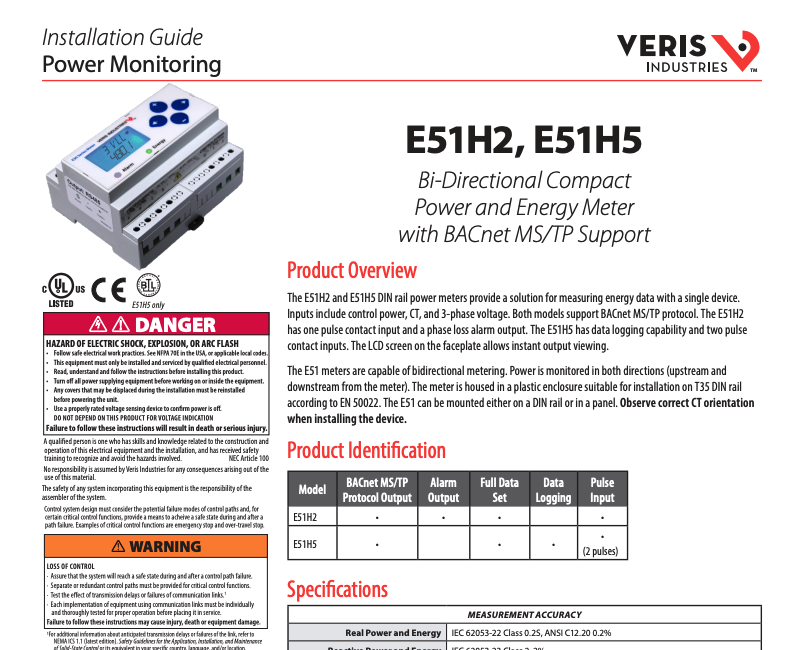 Installation Guide
Power Monitoring
VERIS
INDUSTRIES™
E51H2, E51H5
Bi-Directional Compact
Power and Energy Meter
with BACnet MS/TP Support
C UL US
LISTED
CE
BTL
E51H5 only
DANGER
HAZARD OF ELECTRIC SHOCK, EXPLOSION, OR ARC FLASH
• Follow safe electrical work practices. See NFPA 70E in the USA, or applicable local codes.
• This equipment must only be installed and serviced by qualified electrical personnel.
• Read, understand and follow the instructions before installing this product.
• Turn off all power supplying equipment before working on or inside the equipment.
• Any covers that may be displaced during the installation must be reinstalled
before powering the unit.
• Use a properly rated voltage sensing device to confirm power is off.
DO NOT DEPEND ON THIS PRODUCT FOR VOLTAGE INDICATION
Failure to follow these instructions will result in death or serious injury.
A qualified person is one who has skills and knowledge related to the construction and
operation of this electrical equipment and the installation, and has received safety
training to recognize and avoid the hazards involved. NEC Article 100
No responsibility is assumed by Veris Industries for any consequences arising out of the
use of this material.
The safety of any system incorporating this equipment is the responsibility of the
assembler of the system.
Control system design must consider the potential failure modes of control paths and, for
certain critical control functions, provide a means to acheive a safe state during and after a
path failure. Examples of critical control functions are emergency stop and over-travel stop.
WARNING
LOSS OF CONTROL
· Assure that the system will reach a safe state during and after a control path failure.
· Separate or redundant control paths must be provided for critical control functions.
· Test the effect of transmission delays or failures of communication links.¹
· Each implementation of equipment using communication links must be individually
and thoroughly tested for proper operation before placing it in service.
Failure to follow these instructions may cause injury, death or equipment damage.
¹For additional information about anticipated transmission delays or failures of the link, refer to
NEMA ICS 1.1 (latest edition). Safety Guidelines for the Application, Installation, and Maintenance
of Solid-State Control or its equivalent in your specific country, language, and/or location.
Product Overview
The E51H2 and E51H5 DIN rail power meters provide a solution for measuring energy data with a single device.
Inputs include control power, CT, and 3-phase voltage. Both models support BACnet MS/TP protocol. The E51H2
has one pulse contact input and a phase loss alarm output. The E51H5 has data logging capability and two pulse
contact inputs. The LCD screen on the faceplate allows instant output viewing.
The E51 meters are capable of bidirectional metering. Power is monitored in both directions (upstream and
downstream from the meter). The meter is housed in a plastic enclosure suitable for installation on T35 DIN rail
according to EN 50022. The E51 can be mounted either on a DIN rail or in a panel. Observe correct CT orientation
when installing the device.
Product Identification
Model BACnet MS/TP Protocol Output Alarm Output Full Data Set Data Logging Pulse Input
E51H2 • • • •
E51H5 • • • • (2 pulses)
Specifications
MEASUREMENT ACCURACY
Real Power and Energy IEC 62053-22 Class 0.2S, ANSI C12.20 0.2%